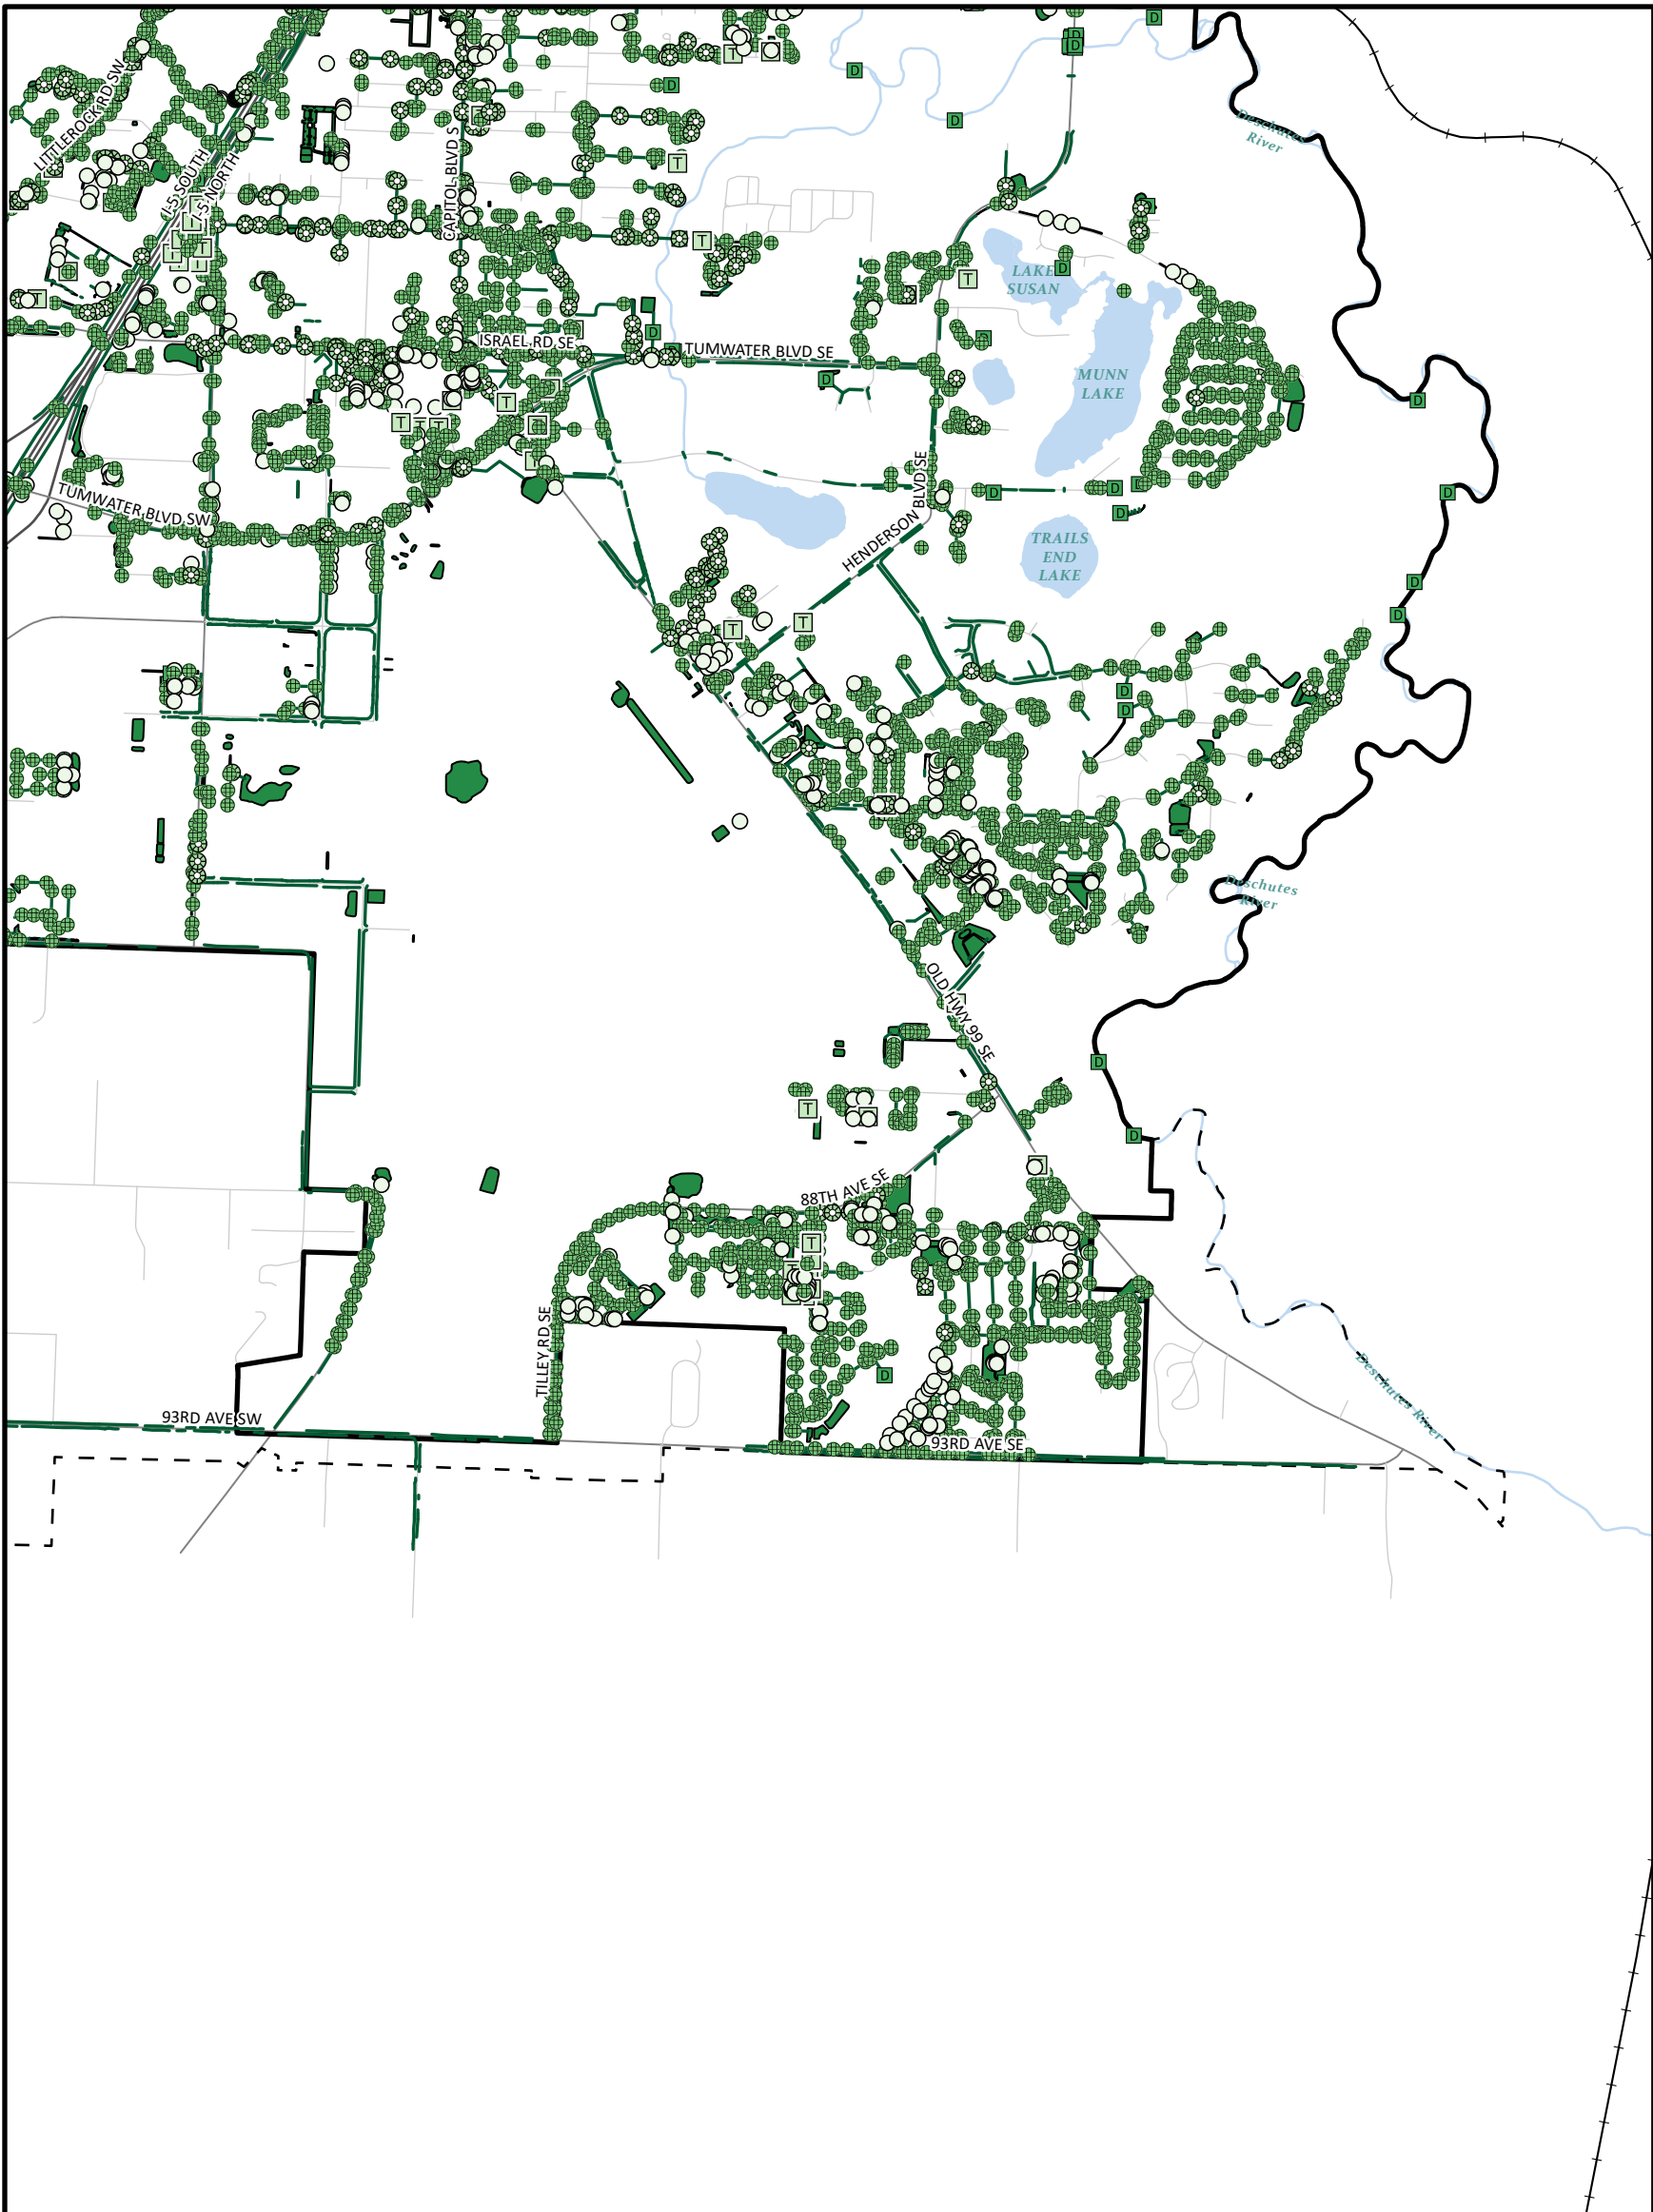 D
D
D
T
D
D
D
LITTLEROCK RD SW
Deschutes
River
I-5 SOUTH
I-5 NORTH
CAPITOL BLVD S
T
T
T
T
LAKE
SUSAN
D
T
T
D
D
ISRAEL RD SE
TUMWATER BLVD SE
MUNN
LAKE
D
T
T
D
BLVD SE
HENDERSON
TUMWATER BLVD SW
D
D
D
D
D
TRAILS
END
LAKE
D
D
T
T
D
D
Deschutes
River
OLD HWY 99 SE
D
T
D
88TH AVE SE
T
TILLEY RD SE
D
Deschutes River
93RD AVE SW
93RD AVE SE